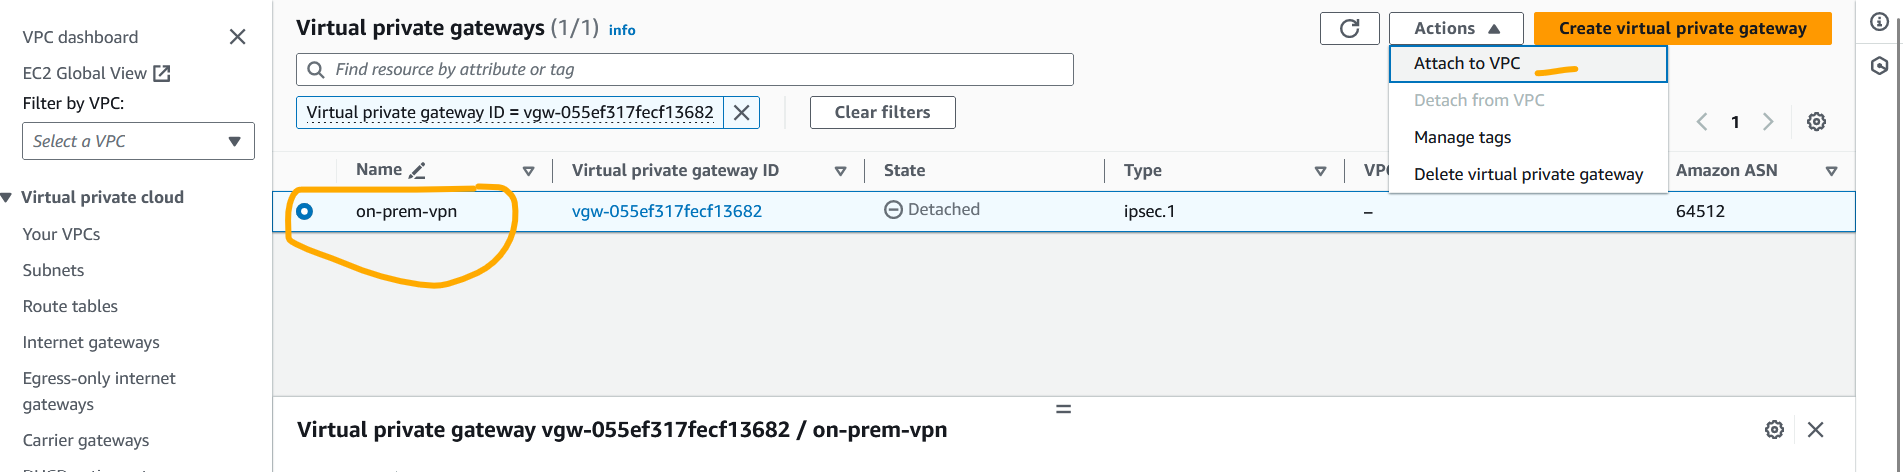 VPC dashboard
EC2 Global View
Filter by VPC:
Select a VPC
Virtual private cloud
Your VPCs
Subnets
Route tables
Internet gateways
Egress-only internet
gateways
Carrier gateways
Virtual private gateways (1/1) info
Actions
Create virtual private gateway
Find resource by attribute or tag
Attach to VPC
Detach from VPC
Manage tags
Delete virtual private gateway
Virtual private gateway ID = vgw-055ef317fecf13682
Clear filters
1
Name Virtual private gateway ID State Type VPC Amazon ASN
on-prem-vpn vgw-055ef317fecf13682 Detached ipsec.1 – 64512
Virtual private gateway vgw-055ef317fecf13682 / on-prem-vpn